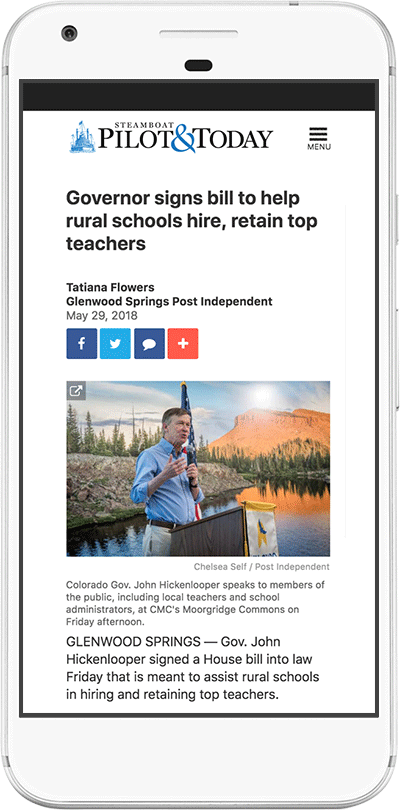 STEAMBOAT
PILOT&TODAY
MENU
Governor signs bill to help
rural schools hire, retain top
teachers
Tatiana Flowers
Glenwood Springs Post Independent
May 29, 2018
Chelsea Self / Post Independent
Colorado Gov. John Hickenlooper speaks to members of
the public, including local teachers and school
administrators, at CMC's Moorgridge Commons on
Friday afternoon.
GLENWOOD SPRINGS — Gov. John
Hickenlooper signed a House bill into law
Friday that is meant to assist rural schools
in hiring and retaining top teachers.